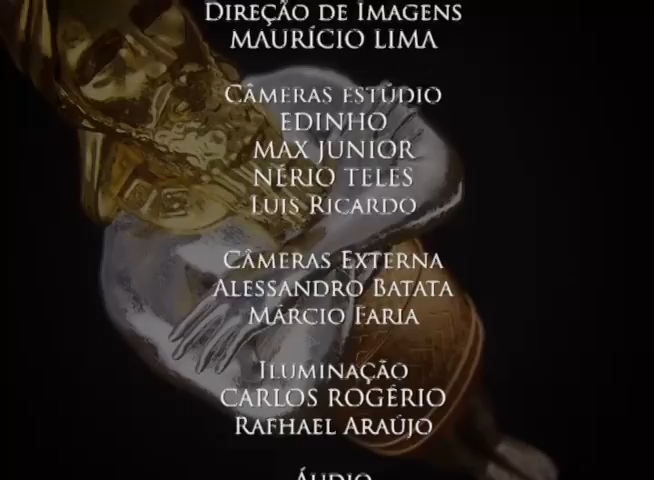 Direção de Imagens
MAURÍCIO LIMA
Câmeras estúdio
EDINHO
MAX JUNIOR
NÉRIO TELES
Luis Ricardo
Câmeras Externa
Alessandro Batata
Márcio Faria
Iluminação
CARLOS ROGÉRIO
Rafhael Araújo
Áudio